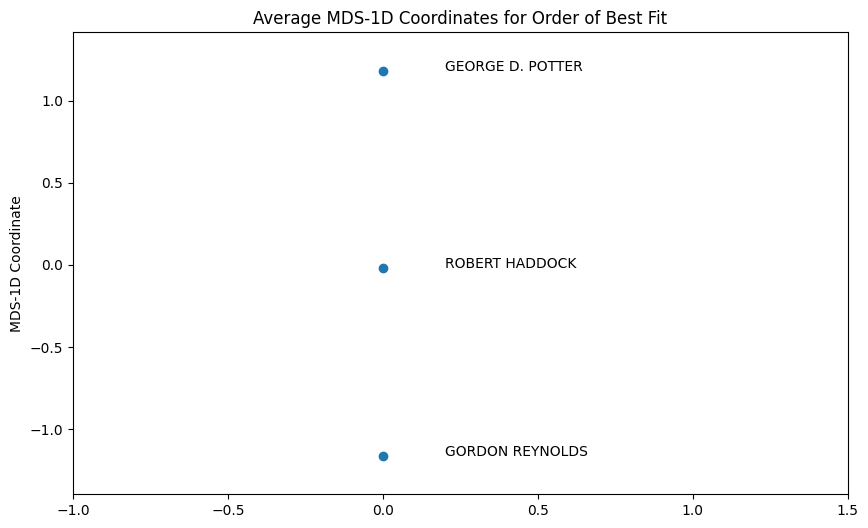 Average MDS-1D Coordinates for Order of Best Fit
GEORGE D. POTTER
1.0
0.5
0.0
ROBERT HADDOCK
MDS-1D Coordinate
−0.5
−1.0
GORDON REYNOLDS
−1.0 −0.5 0.0 0.5 1.0 1.5